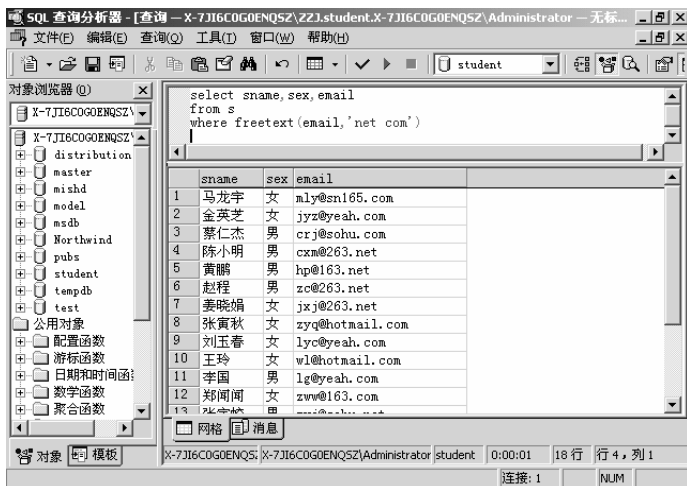 SQL 查询分析器 - [查询 — X-7JI6C0G0ENQSZ\ZZJ.student.X-7JI6C0G0ENQSZ\Administrator — 无标...
文件(F) 编辑(E) 查询(Q) 工具(T) 窗口(W) 帮助(H)
student
对象浏览器(O)
X-7JI6C0G0ENQSZ\
X-7JI6C0G0ENQSZ\
distribution
master
mishd
model
msdb
Northwind
pubs
student
tempdb
test
公用对象
配置函数
游标函数
日期和时间函
数学函数
聚合函数
对象 模板
select sname,sex,email
from s
where freetext(email,'net com')
sname sex email
1 马龙宇 女 mly@sn165.com
2 金英芝 女 jyz@yeah.com
3 蔡仁杰 男 crj@sohu.com
4 陈小明 男 cxm@263.net
5 黄鹏 男 hp@163.net
6 赵程 男 zc@263.net
7 姜晓娟 女 jxj@263.net
8 张寅秋 女 zyq@hotmail.com
9 刘玉春 女 lyc@yeah.com
10 王玲 女 wl@hotmail.com
11 李国 男 lg@yeah.com
12 郑闻闻 女 zww@163.com
13
网格 消息
X-7JI6C0G0ENQS X-7JI6C0G0ENQSZ\Administrator student 0:00:01 18 行 行 4，列 1
连接: 1 NUM